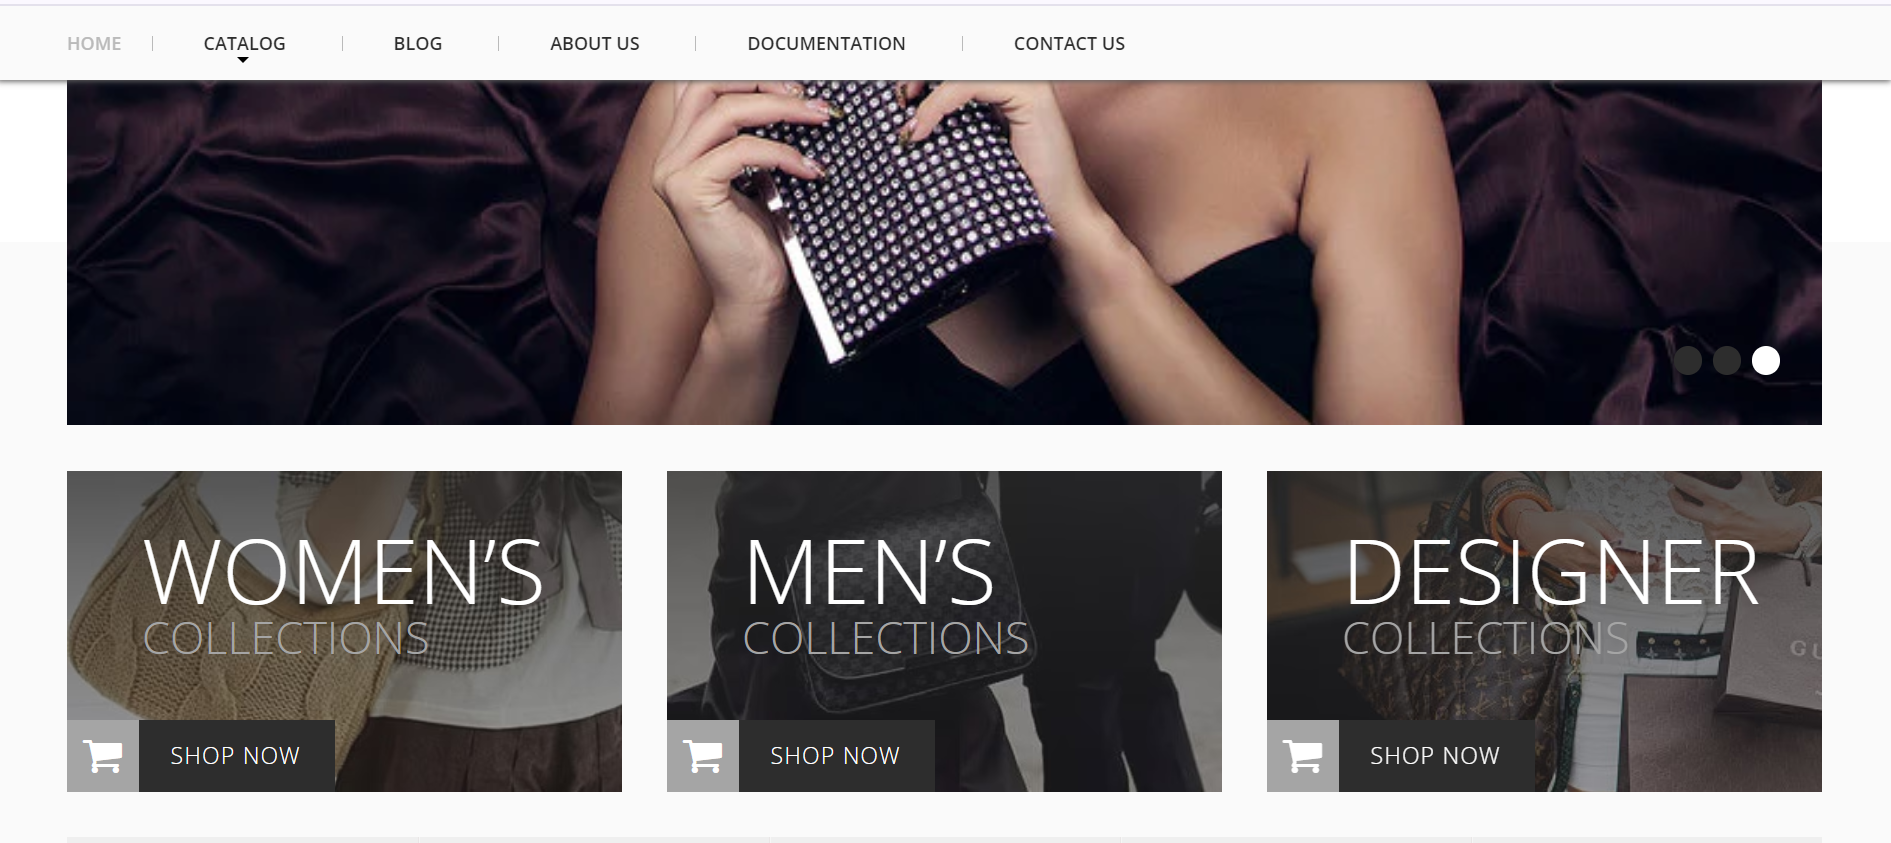 HOME CATALOG BLOG ABOUT US DOCUMENTATION CONTACT US
WOMEN’S
COLLECTIONS
SHOP NOW
MEN’S
COLLECTIONS
SHOP NOW
DESIGNER
COLLECTIONS
GU
SHOP NOW